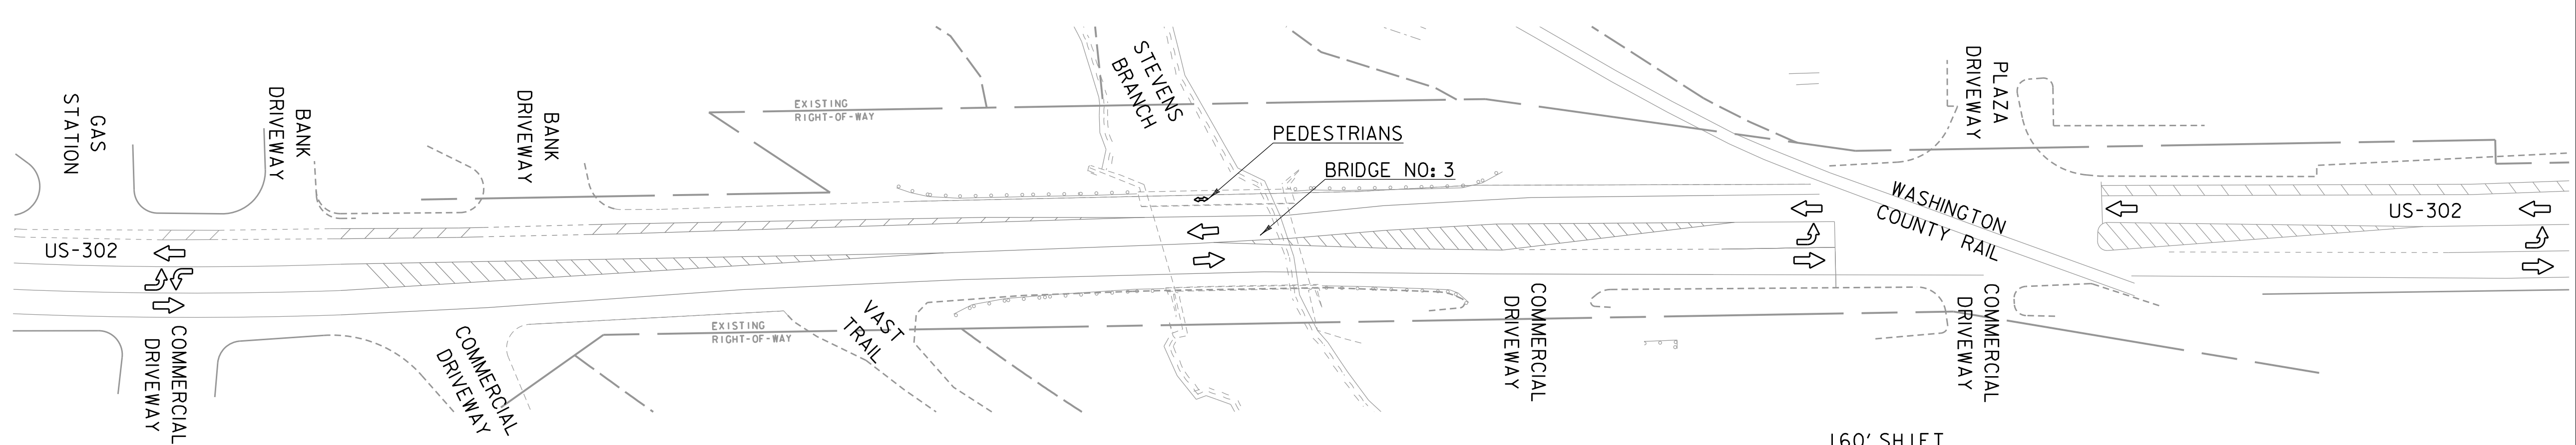 GAS
STATION
BANK
DRIVEWAY
BANK
DRIVEWAY
EXISTING
RIGHT-OF-WAY
STEVENS
BRANCH
PEDESTRIANS
BRIDGE NO: 3
WASHINGTON
COUNTY RAIL
PLAZA
DRIVEWAY
US-302
US-302
COMMERCIAL
DRIVEWAY
COMMERCIAL
DRIVEWAY
EXISTING
RIGHT-OF-WAY
VAST
TRAIL
COMMERCIAL
DRIVEWAY
COMMERCIAL
DRIVEWAY
160' SHIFT